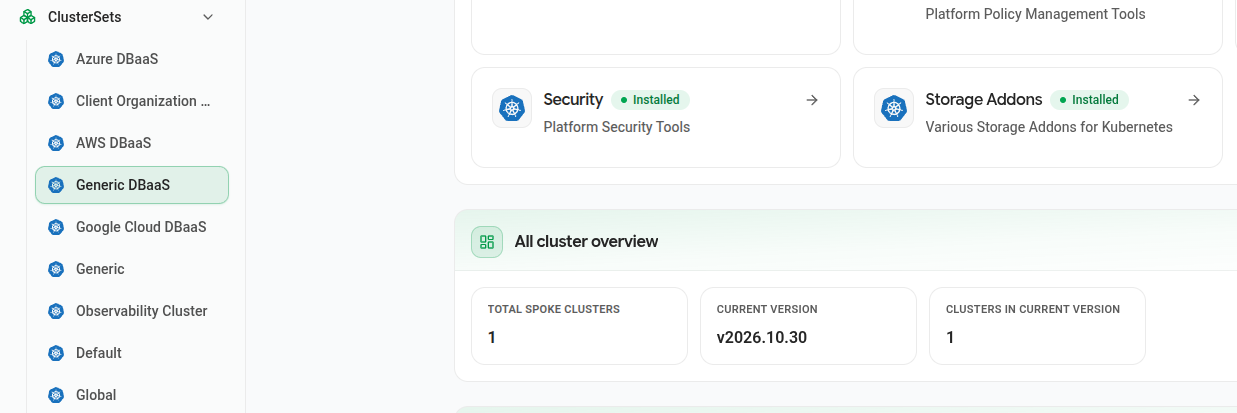 ClusterSets
Azure DBaaS
Client Organization ...
AWS DBaaS
Generic DBaaS
Google Cloud DBaaS
Generic
Observability Cluster
Default
Global
Platform Policy Management Tools
Security
Installed
Platform Security Tools
Storage Addons
Installed
Various Storage Addons for Kubernetes
All cluster overview
TOTAL SPOKE CLUSTERS
1
CURRENT VERSION
v2026.10.30
CLUSTERS IN CURRENT VERSION
1